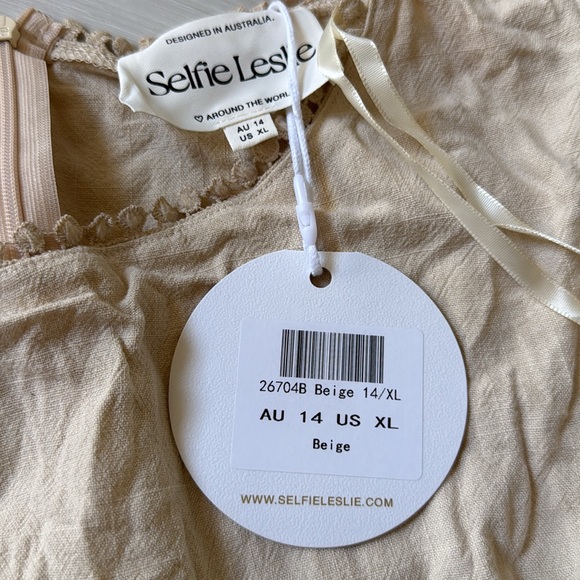 DESIGNED IN AUSTRALIA.
Selfie Leslie
♡ AROUND THE WORL
AU 14
US XL
26704B Beige 14/XL
AU 14 US XL
Beige
WWW.SELFIELESLIE.COM